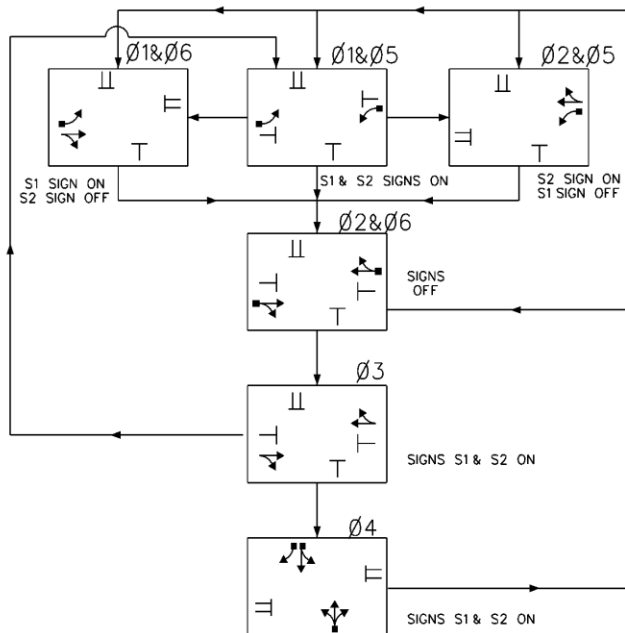 Ø1&Ø6
Ø1&Ø5
Ø2&Ø5
S1 SIGN ON
S2 SIGN OFF
S1 & S2 SIGNS ON
S2 SIGN ON
S1 SIGN OFF
Ø2&Ø6
SIGNS
OFF
Ø3
SIGNS S1 & S2 ON
Ø4
SIGNS S1 & S2 ON